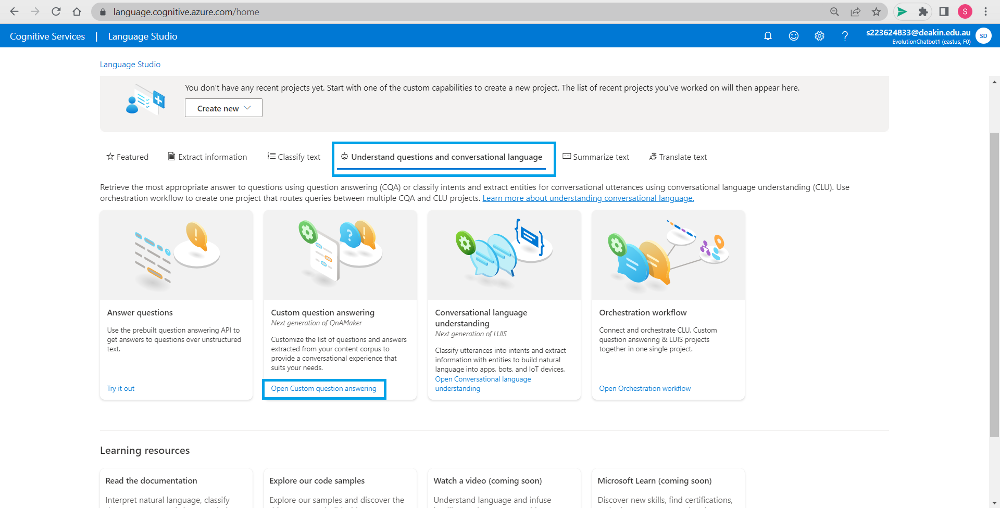 language.cognitive.azure.com/home
S
Cognitive Services | Language Studio
s223624833@deakin.edu.au
EvolutionChatbot1 (eastus, F0)
SD
Language Studio
You don't have any recent projects yet. Start with one of the custom capabilities to create a new project. The list of recent projects you've worked on will then appear here.
Create new
Featured
Extract information
Classify text
Understand questions and conversational language
Summarize text
Translate text
Retrieve the most appropriate answer to questions using question answering (CQA) or classify intents and extract entities for conversational utterances using conversational language understanding (CLU). Use
orchestration workflow to create one project that routes queries between multiple CQA and CLU projects. Learn more about understanding conversational language.
Answer questions
Use the prebuilt question answering API to
get answers to questions over unstructured
text.
Try it out
Custom question answering
Next generation of QnAMaker
Customize the list of questions and answers
extracted from your content corpus to
provide a conversational experience that
suits your needs.
Open Custom question answering
Conversational language
understanding
Next generation of LUIS
Classify utterances into intents and extract
information with entities to build natural
language into apps, bots, and IoT devices.
Open Conversational language
understanding
Orchestration workflow
Connect and orchestrate CLU, Custom
question answering & LUIS projects
together in one single project.
Open Orchestration workflow
Learning resources
Read the documentation
Interpret natural language, classify
Explore our code samples
Explore our samples and discover the
Watch a video (coming soon)
Understand language and infuse
Microsoft Learn (coming soon)
Discover new skills, find certifications,